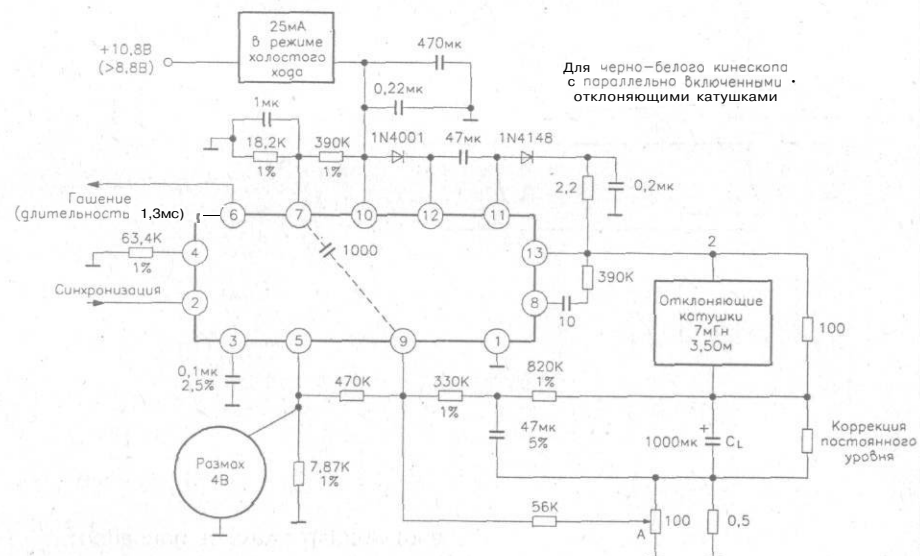 25мА
в режиме
холостого
хода
+10,8В
(>8,8В)
470мк
Для черно-белого кинескопа
с параллельно включенными
отклоняющими катушками
0,22мк
1мк
18,2К
1%
390К
1%
1N4001
47мк
1N4148
2,2
0,2мк
Гашение
(длительность 1,3мс)
6
7
10
12
11
63,4К
1%
4
1000
13
2
390К
Синхронизация
2
8
10
Отклоняющие
катушки
7мГн
3,5Ом
100
3
5
9
1
0,1мк
2,5%
470К
330К
1%
820К
1%
47мк
5%
+
1000мк
CL
Коррекция
постоянного
уровня
Размах
4В
7,87К
1%
56К
A
100
0,5